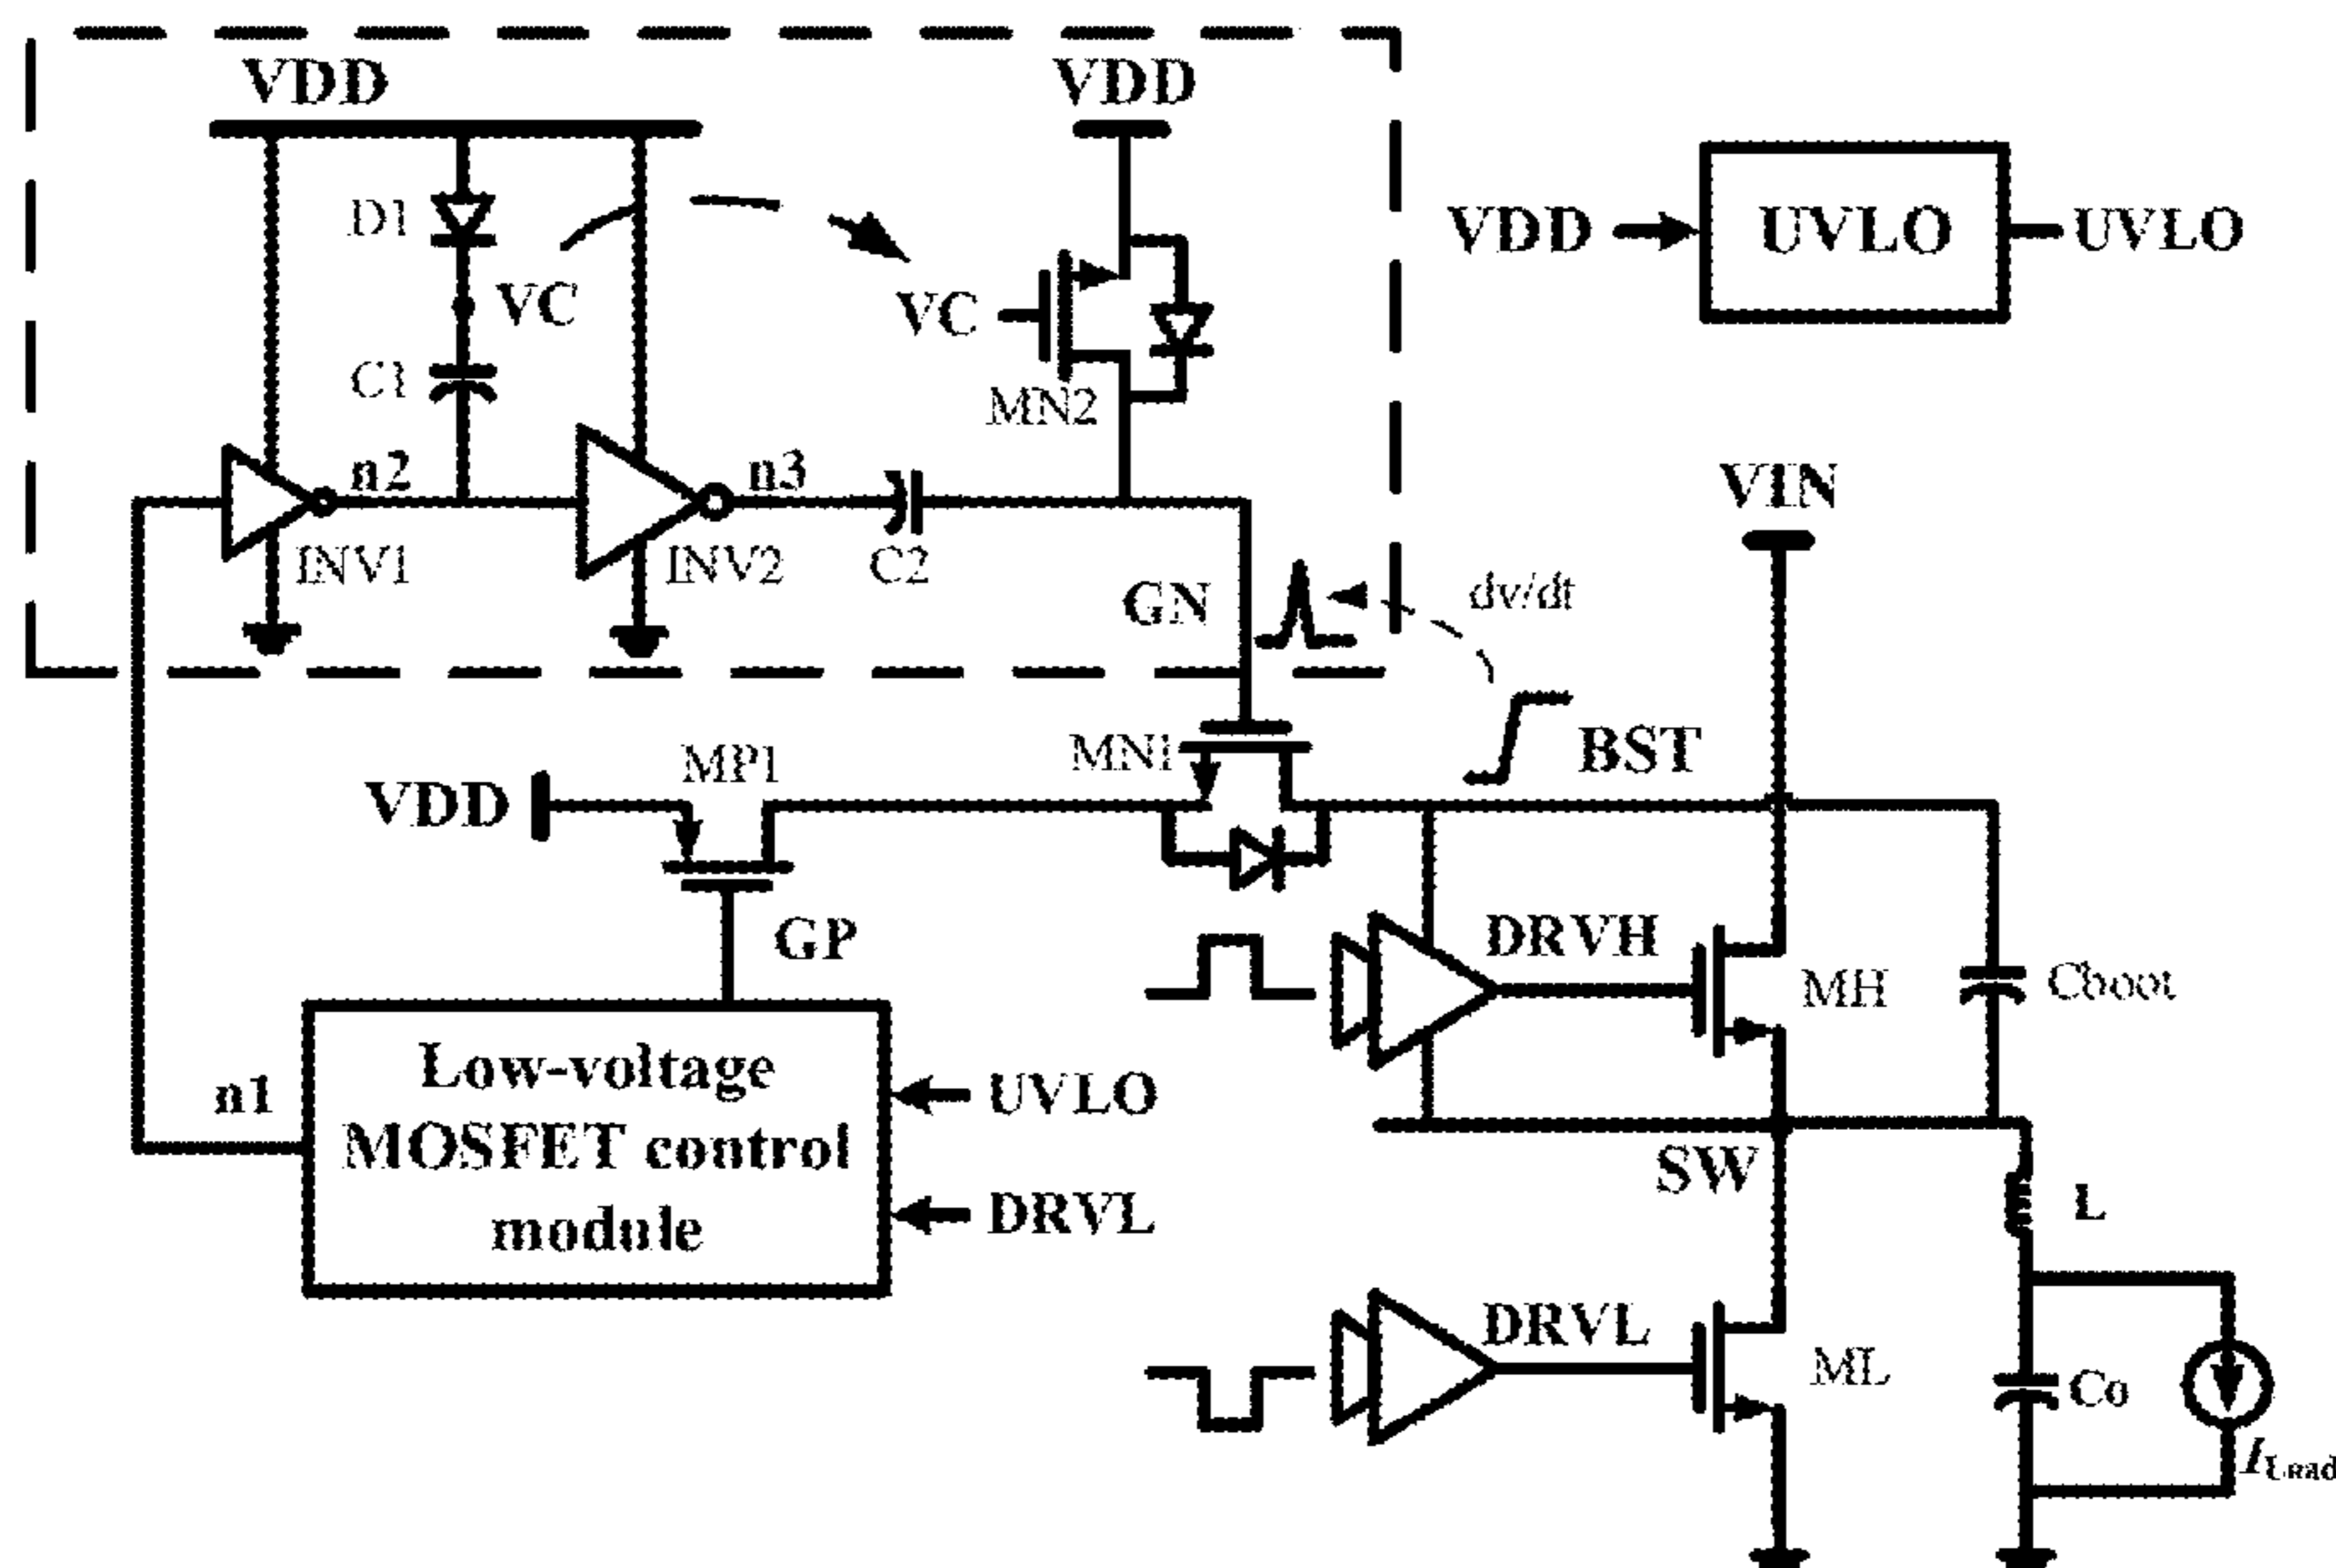 VDD
VDD
D1
VC
VC
C1
MN2
VDD
UVLO
UVLO
n2
n3
INV1
INV2
C2
VIN
GN
dv/dt
BST
MP1
MN1
VDD
GP
DRVH
MH
Cboot
Low-voltage
MOSFET control
module
n1
UVLO
DRVL
SW
L
DRVL
ML
Co
ILoad